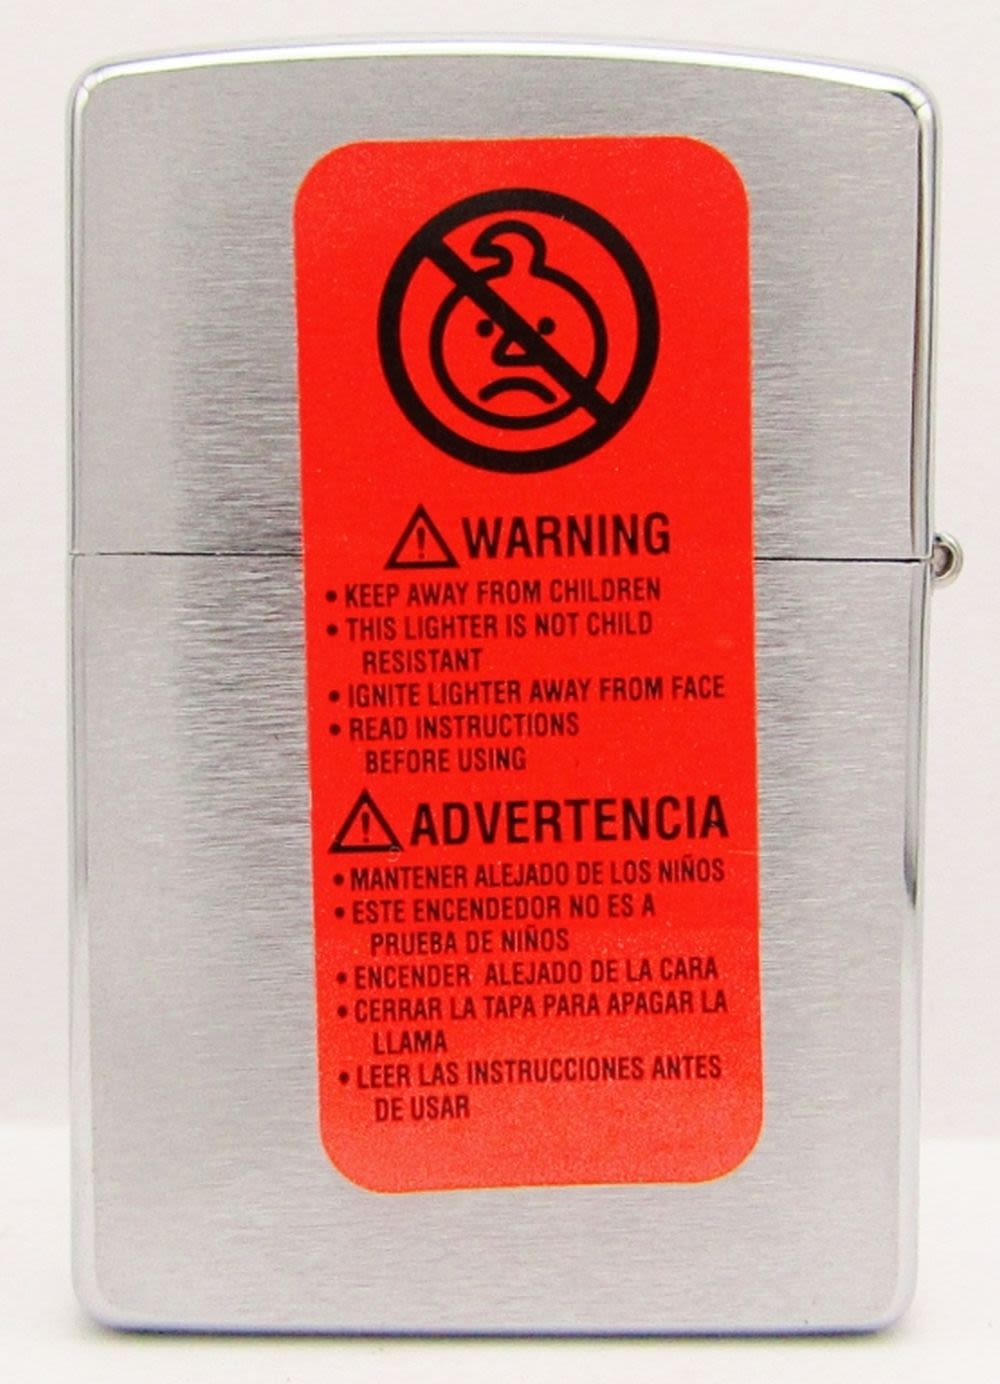 WARNING
• KEEP AWAY FROM CHILDREN
• THIS LIGHTER IS NOT CHILD
RESISTANT
• IGNITE LIGHTER AWAY FROM FACE
• READ INSTRUCTIONS
BEFORE USING
ADVERTENCIA
• MANTENER ALEJADO DE LOS NIÑOS
• ESTE ENCENDEDOR NO ES A
PRUEBA DE NIÑOS
• ENCENDER ALEJADO DE LA CARA
• CERRAR LA TAPA PARA APAGAR LA
LLAMA
• LEER LAS INSTRUCCIONES ANTES
DE USAR